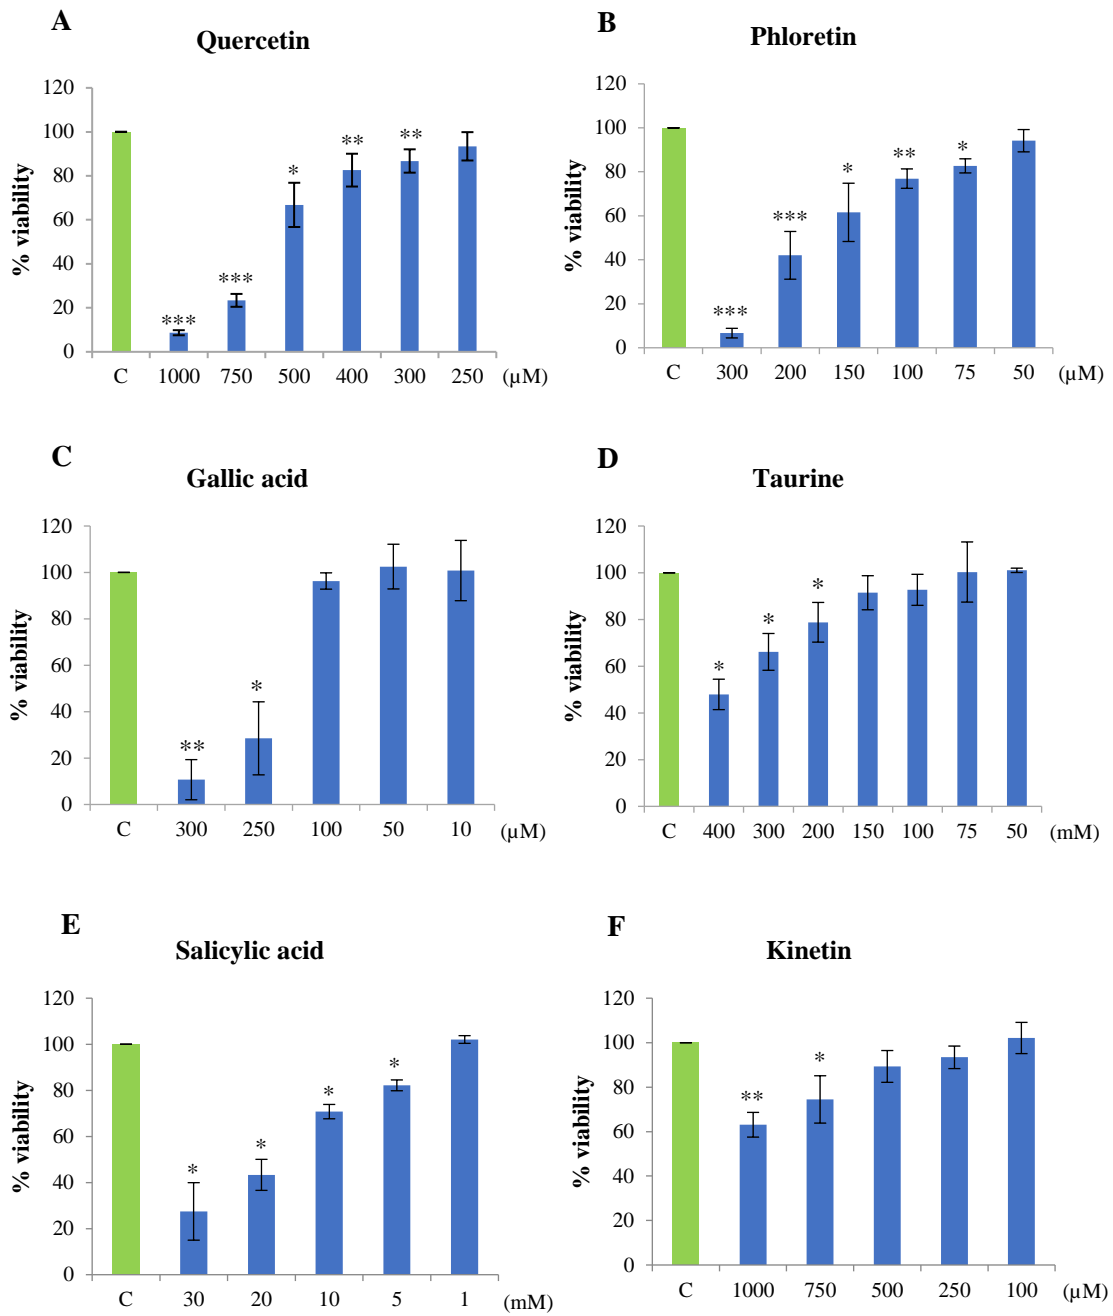 A
Quercetin
% viability
120
100
80
60
40
20
0
***
***
*
**
**
C 1000 750 500 400 300 250 (µM)
B
Phloretin
% viability
120
100
80
60
40
20
0
***
***
*
**
*
C 300 200 150 100 75 50 (µM)
C
Gallic acid
% viability
120
100
80
60
40
20
0
**
*
C 300 250 100 50 10 (µM)
D
Taurine
% viability
120
100
80
60
40
20
0
*
*
*
C 400 300 200 150 100 75 50 (mM)
E
Salicylic acid
% viability
120
100
80
60
40
20
0
*
*
*
*
C 30 20 10 5 1 (mM)
F
Kinetin
% viability
120
100
80
60
40
20
0
**
*
C 1000 750 500 250 100 (µM)